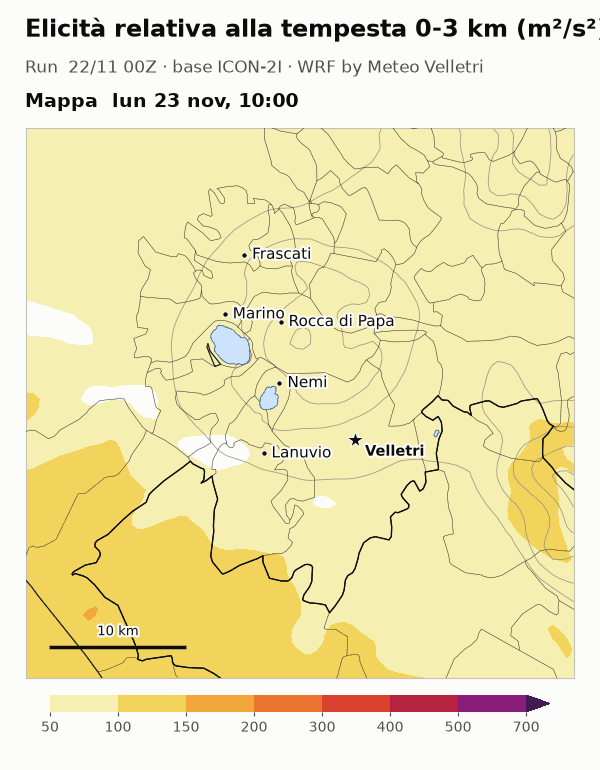 Elicità relativa alla tempesta 0-3 km (m²/s²)
Run  22/11 00Z · base ICON-2I · WRF by Meteo Velletri
Mappa  lun 23 nov, 10:00
Frascati
Marino
Rocca di Papa
Nemi
Velletri
Lanuvio
10 km
50 100 150 200 300 400 500 700